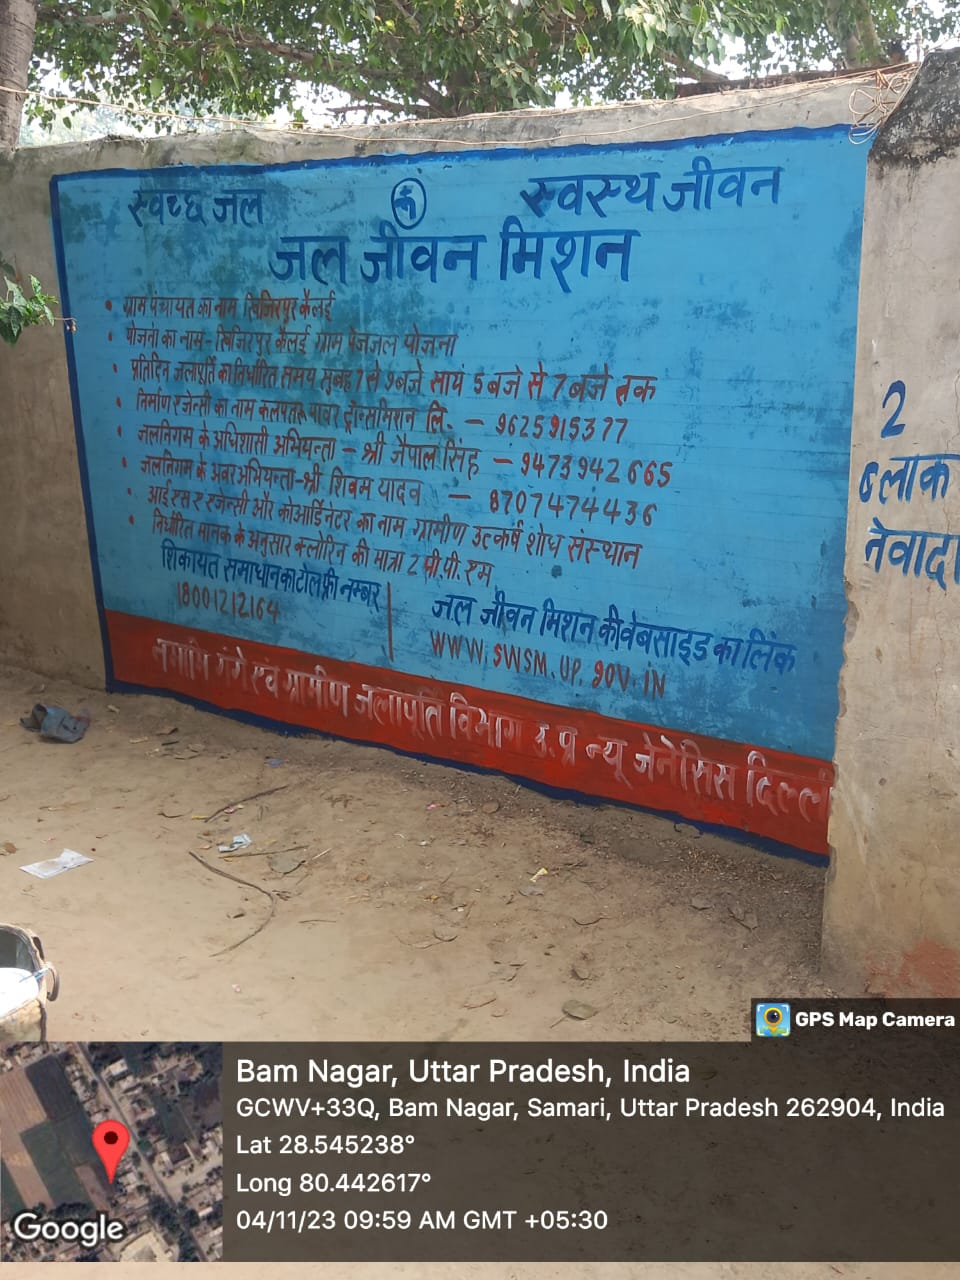 स्वच्छ जल स्वस्थ जीवन
जल जीवन मिशन
• ग्राम पंचायत का नाम खिजिरपुर कैलई
• योजना का नाम - खिजिरपुर कैलई ग्राम पेजजल योजना
• प्रतिदिन जलापूर्ति का निर्धारित समय सुबह 7 से 9 बजे सायं 5 बजे से 7 बजे तक
• निर्माण एजेन्सी का नाम कलपतरू पावर ट्रान्समिशन लि. - 9625915377
• जलनिगम के अधिशासी अभियन्ता - श्री जैपाल सिंह - 9473942665
• जलनिगम के अवर अभियन्ता - श्री शिवम यादव - 8707474436
• आई एस ए एजेन्सी और कोआर्डिनेटर का नाम ग्रामीण उत्कर्ष शोध संस्थान
• निर्धारित मानक के अनुसार क्लोरिन की मात्रा 2 पी.पी.एम
शिकायत समाधान का टोल फ्री नम्बर
18001212164
जल जीवन मिशन की वेबसाइड का लिंक
WWW.SWSM.UP.GOV.IN
नमामि गंगे एवं ग्रामीण जलापूर्ति विभाग उ.प्र न्यू जेनेसिस दिल्ली
2
ब्लाक
नेवादा
GPS Map Camera
Bam Nagar, Uttar Pradesh, India
GCWV+33Q, Bam Nagar, Samari, Uttar Pradesh 262904, India
Lat 28.545238°
Long 80.442617°
04/11/23 09:59 AM GMT +05:30
Google